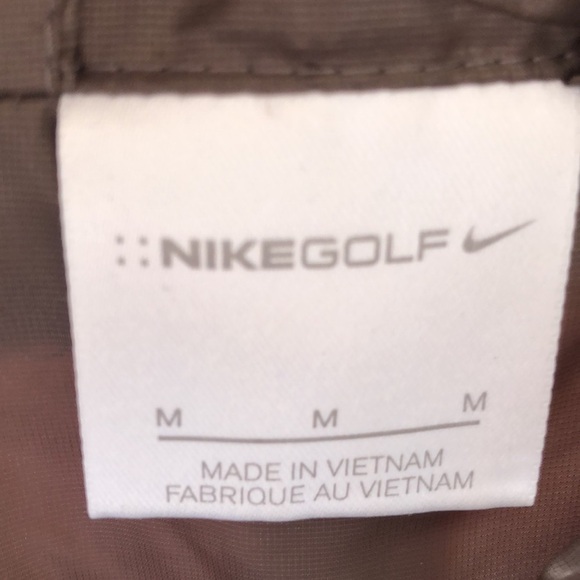 ::NIKEGOLF
M M M
MADE IN VIETNAM
FABRIQUE AU VIETNAM